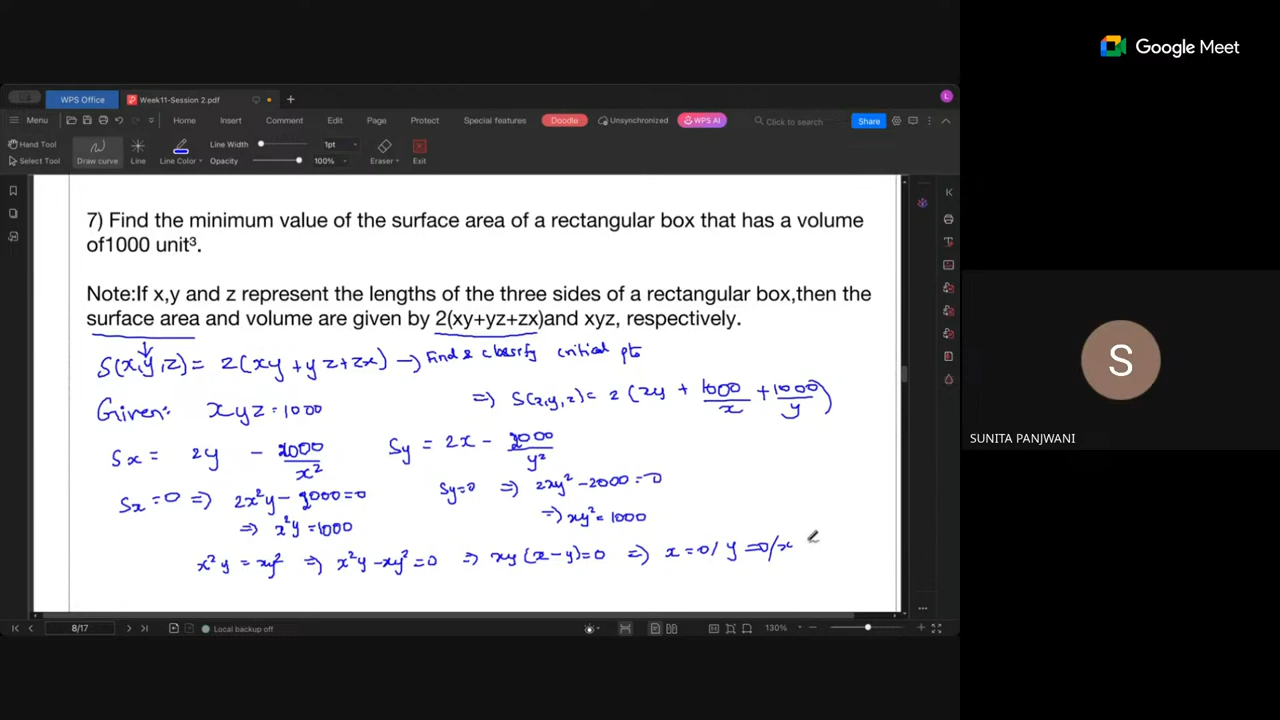 Google Meet
WPS Office
Week11-Session 2.pdf
Menu
Home
Insert
Comment
Edit
Page
Protect
Special features
Doodle
Unsynchronized
WPS AI
Click to search
Share
Hand Tool
Select Tool
Draw curve
Line
Line Color
Line Width
1pt
Opacity
100%
Eraser
Exit
7) Find the minimum value of the surface area of a rectangular box that has a volume
of1000 unit³.
Note:If x,y and z represent the lengths of the three sides of a rectangular box,then the
surface area and volume are given by 2(xy+yz+zx)and xyz, respectively.
S(x,y,z) = 2(xy+yz+zx) → Find & classify critical pts
Given: xyz = 1000 ⇒ S(x,y,z) = 2(xy + 1000/x + 1000/y)
Sx = 2y - 2000/x² Sy = 2x - 2000/y²
Sx = 0 ⇒ 2x²y - 2000 = 0 Sy = 0 ⇒ 2xy² - 2000 = 0
⇒ x²y = 1000 ⇒ xy² = 1000
x²y = xy² ⇒ x²y - xy² = 0 ⇒ xy(x-y) = 0 ⇒ x = 0/ y = 0/x
S
SUNITA PANJWANI
8/17
Local backup off
130%